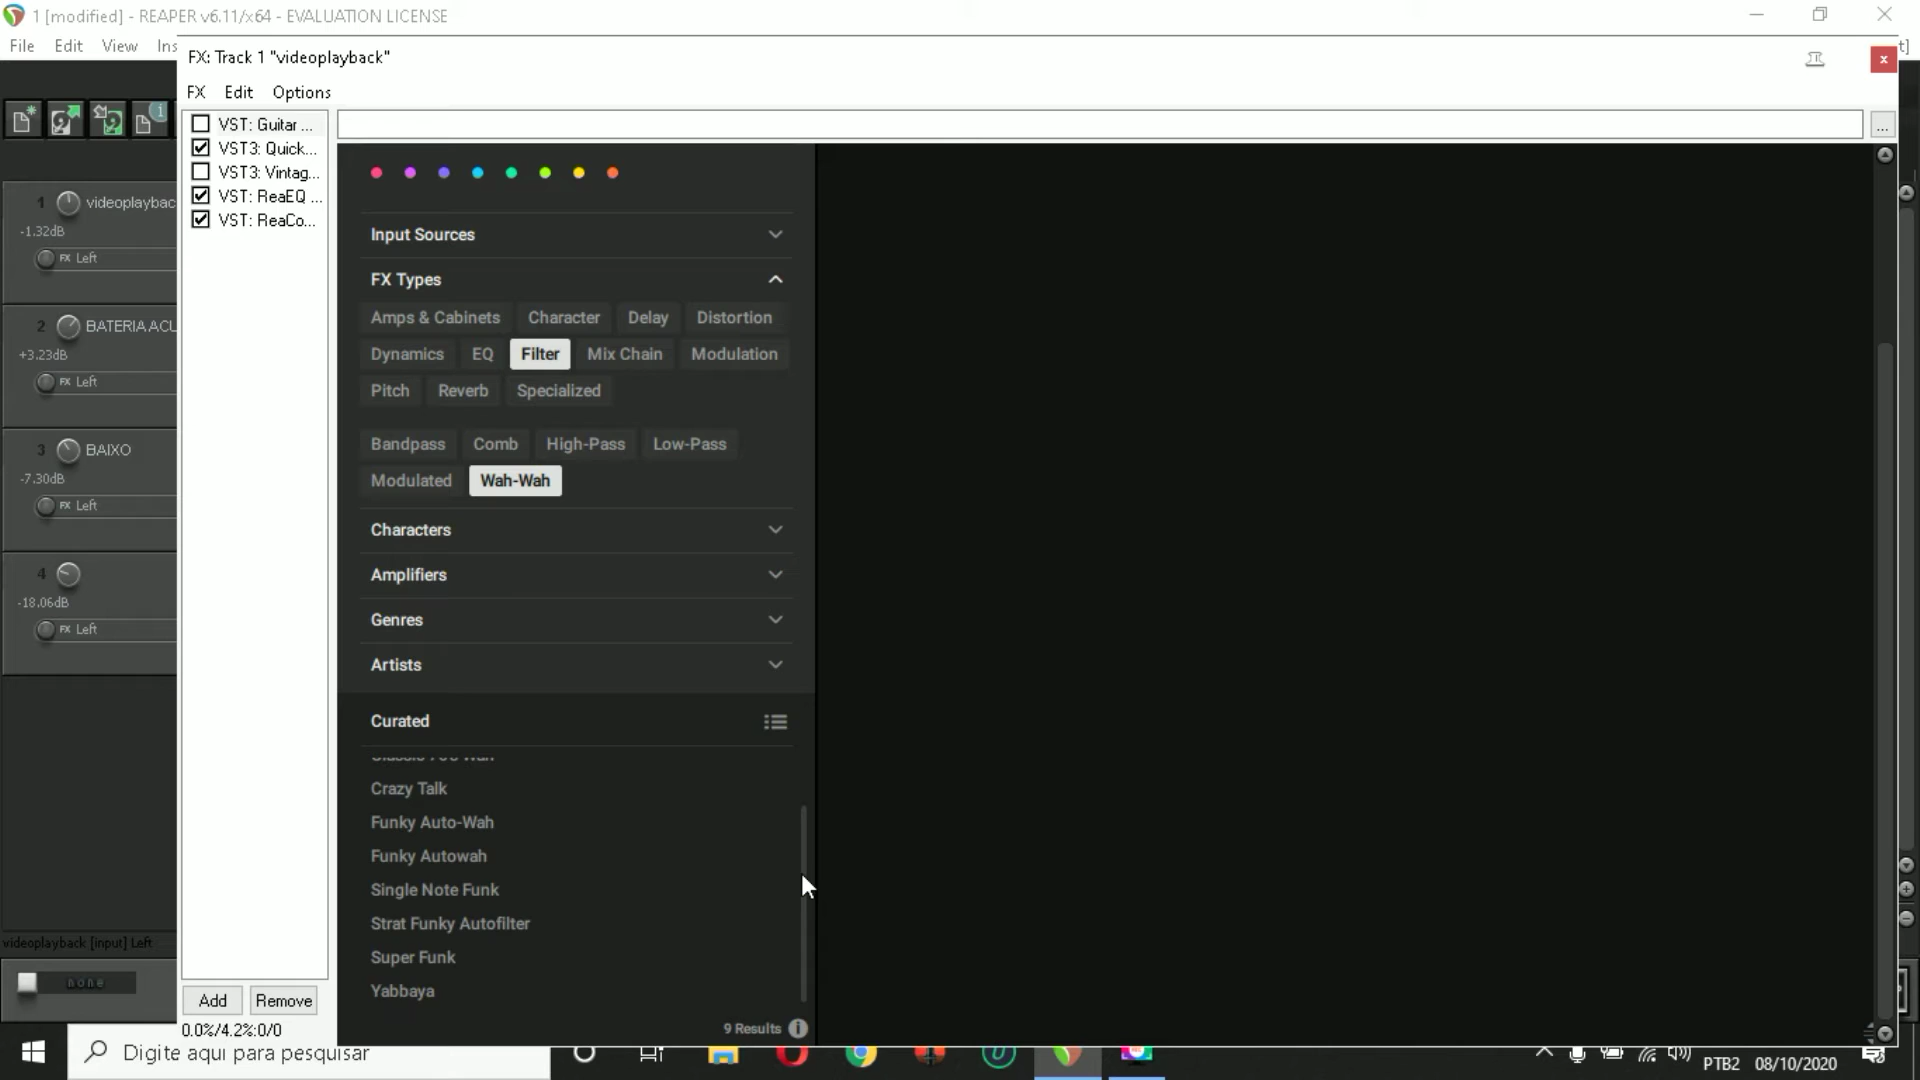 1 [modified] - REAPER v6.11/x64 - EVALUATION LICENSE
File Edit View Ins
FX: Track 1 "videoplayback"
FX Edit Options
VST: Guitar ...
VST3: Quick...
VST3: Vintag...
VST: ReaEQ ...
VST: ReaCo...
...
1 videoplaybac
-1.32dB
FX Left
2 BATERIA ACU
+3.23dB
FX Left
3 BAIXO
-7.30dB
FX Left
4
-18.06dB
FX Left
videoplayback [input] Left
none
Input Sources
FX Types
Amps & Cabinets Character Delay Distortion
Dynamics EQ Filter Mix Chain Modulation
Pitch Reverb Specialized
Bandpass Comb High-Pass Low-Pass
Modulated Wah-Wah
Characters
Amplifiers
Genres
Artists
Curated
Crazy Talk
Funky Auto-Wah
Funky Autowah
Single Note Funk
Strat Funky Autofilter
Super Funk
Yabbaya
9 Results
Add Remove
0.0%/4.2%:0/0
Digite aqui para pesquisar
PTB2 08/10/2020